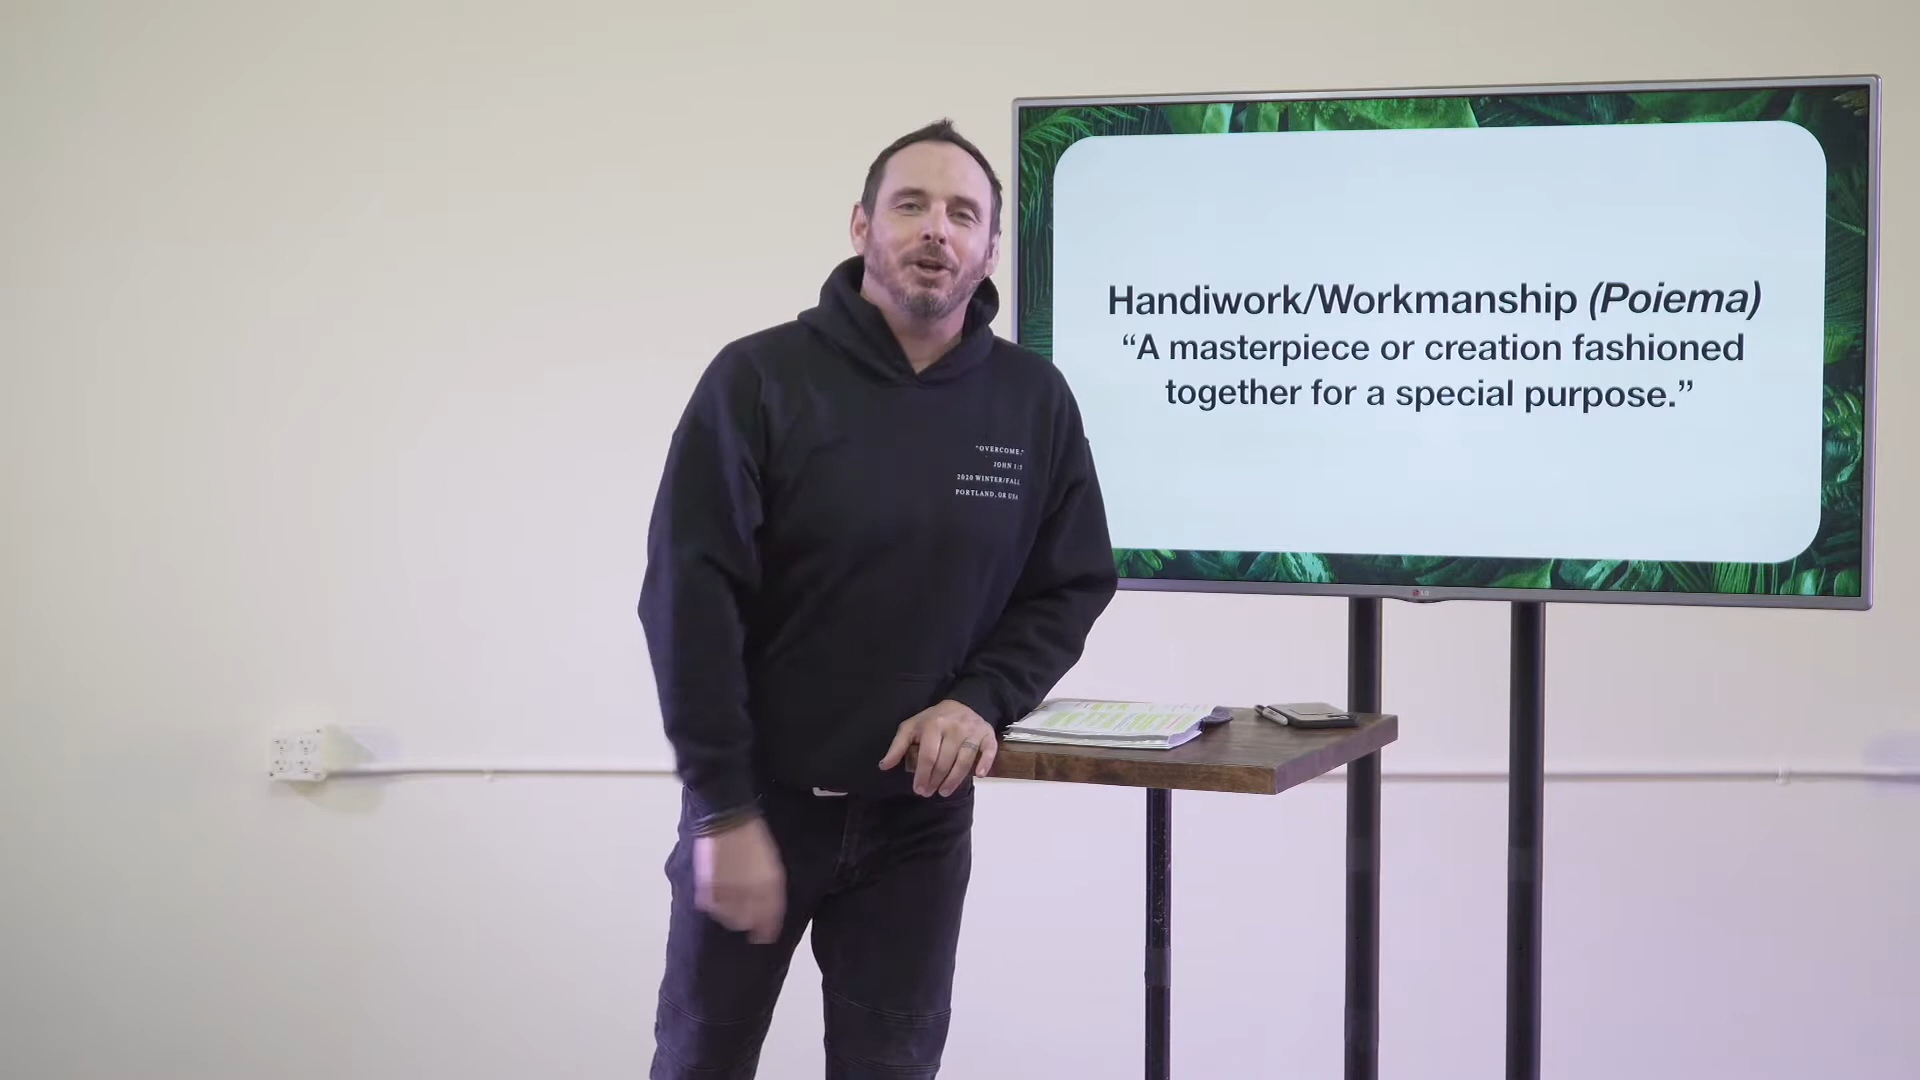 Handiwork/Workmanship (Poiema)
“A masterpiece or creation fashioned
together for a special purpose.”
"OVERCOME."
JOHN 1:5
2020 WINTER/FALL
PORTLAND, OR USA
LG